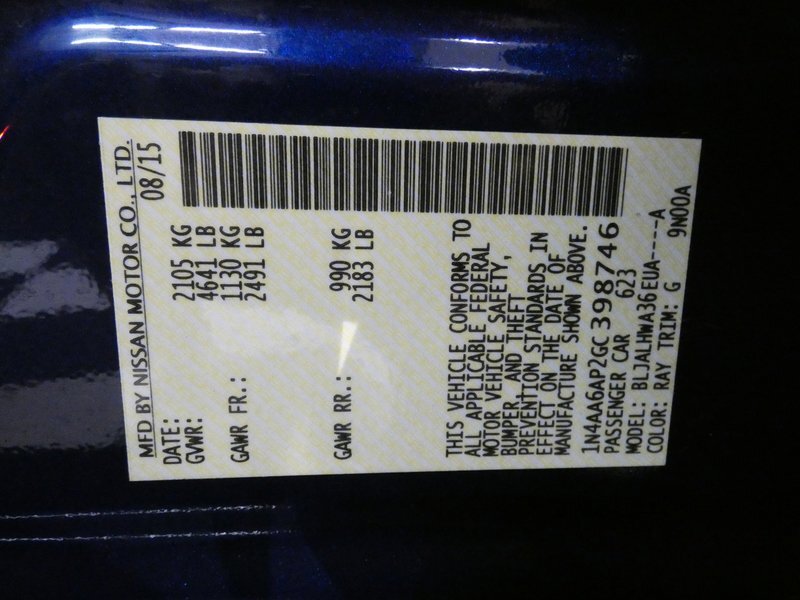 MFD BY NISSAN MOTOR CO., LTD.
DATE: 08/15
GVWR: 2105 KG
4641 LB
GAWR FR.: 1130 KG
2491 LB
GAWR RR.: 990 KG
2183 LB
THIS VEHICLE CONFORMS TO
ALL APPLICABLE FEDERAL
MOTOR VEHICLE SAFETY,
BUMPER, AND THEFT
PREVENTION STANDARDS IN
EFFECT ON THE DATE OF
MANUFACTURE SHOWN ABOVE.
1N4AA6AP2GC398746
PASSENGER CAR 623
MODEL: BLJALHWA36EUA----A
COLOR: RAY TRIM: G 9N00A